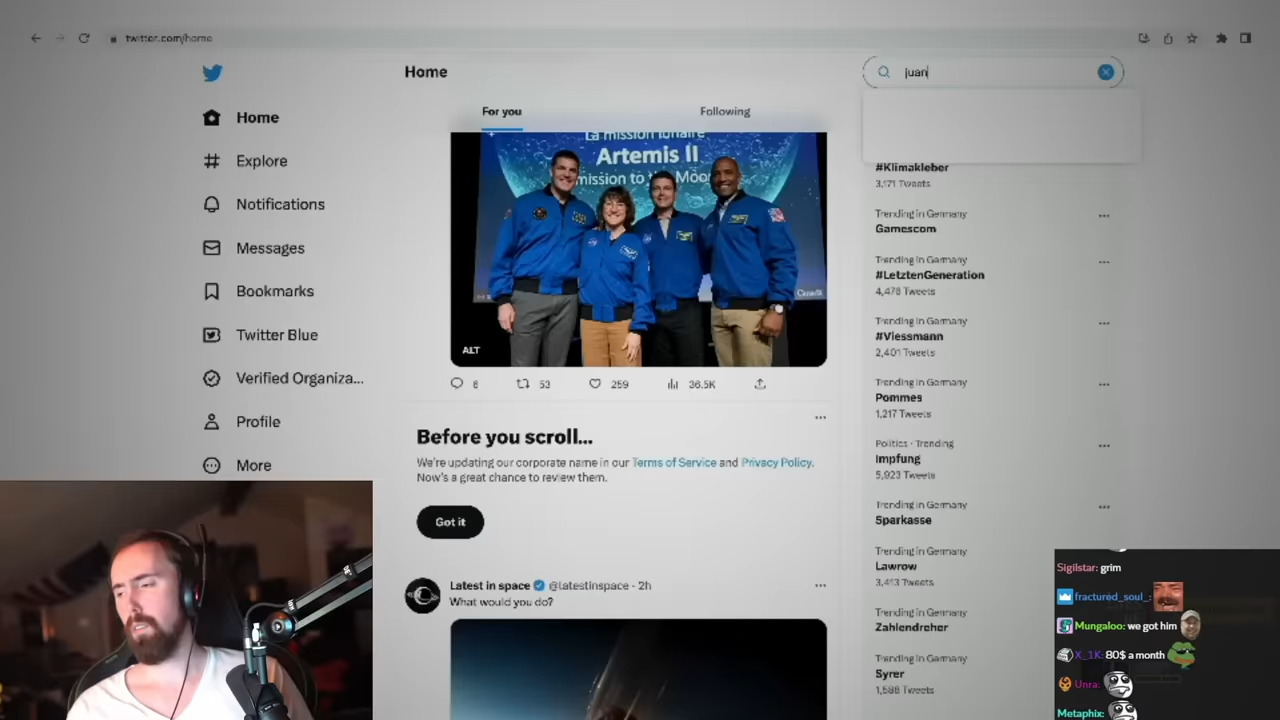 twitter.com/home
Home
juan
For you
Following
Home
Explore
Notifications
Messages
Bookmarks
Twitter Blue
Verified Organiza...
Profile
More
La mission lunaire
Artemis II
mission to the Moon
Canada
ALT
6
53
259
36.5K
Before you scroll...
We're updating our corporate name in our Terms of Service and Privacy Policy.
Now's a great chance to review them.
Got it
Latest in space @latestinspace · 2h
What would you do?
#Klimakleber
3,171 Tweets
Trending in Germany
Gamescom
Trending in Germany
#LetztenGeneration
4,478 Tweets
Trending in Germany
#Viessmann
2,401 Tweets
Trending in Germany
Pommes
1,217 Tweets
Politics · Trending
Impfung
5,923 Tweets
Trending in Germany
Sparkasse
Trending in Germany
Lawrow
3,413 Tweets
Trending in Germany
Zahlendreher
Trending in Germany
Syrer
1,588 Tweets
Sigilstar: grim
fractured_soul_:
Mungaloo: we got him
X_1K: 80$ a month
Unra:
Metaphix: